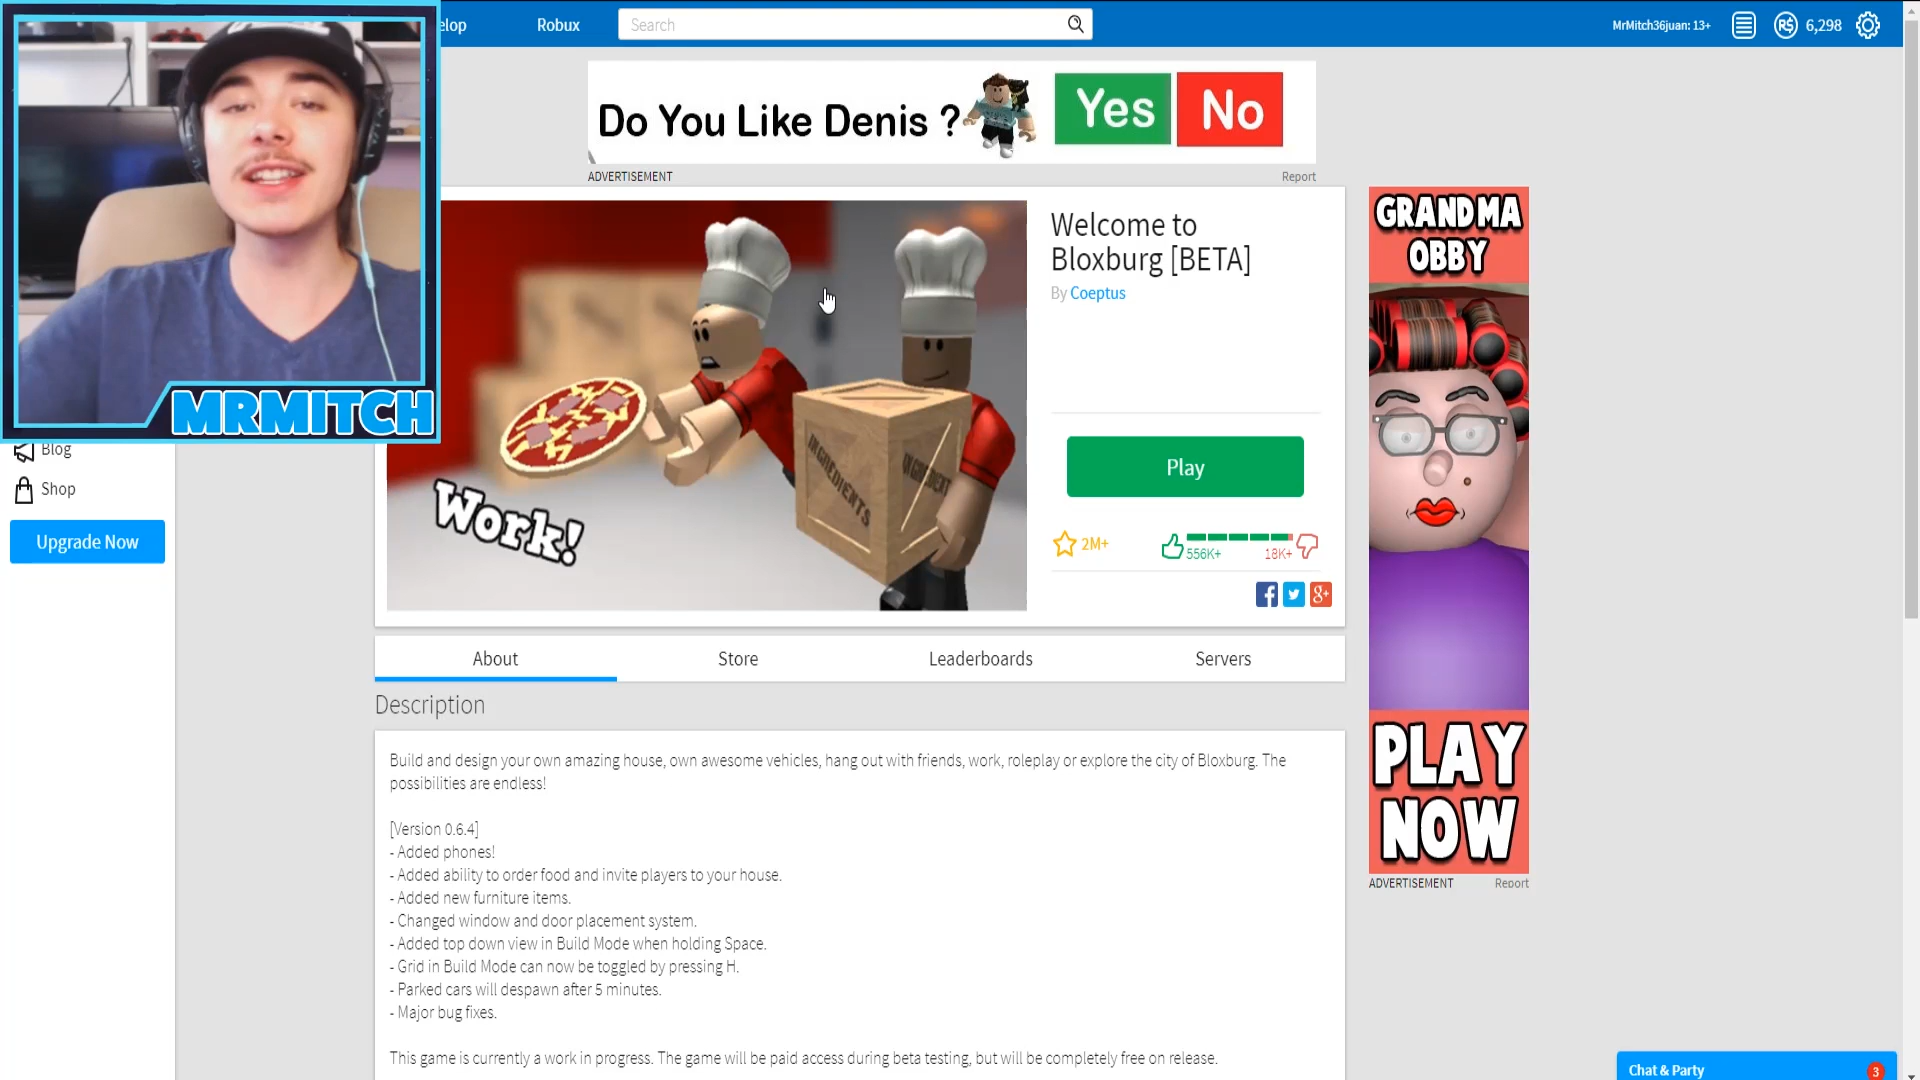 elop
Robux
Search
MrMitch36juan: 13+
R$
6,298
Do You Like Denis ?
Yes
No
ADVERTISEMENT
Report
MRMITCH
Blog
Shop
Upgrade Now
INGREDIENTS
INGREDIENT
Work!
Welcome to
Bloxburg [BETA]
By Coeptus
Play
2M+
556K+
18K+
GRANDMA
OBBY
PLAY
NOW
ADVERTISEMENT
Report
About
Store
Leaderboards
Servers
Description
Build and design your own amazing house, own awesome vehicles, hang out with friends, work, roleplay or explore the city of Bloxburg. The
possibilities are endless!
[Version 0.6.4]
- Added phones!
- Added ability to order food and invite players to your house.
- Added new furniture items.
- Changed window and door placement system.
- Added top down view in Build Mode when holding Space.
- Grid in Build Mode can now be toggled by pressing H.
- Parked cars will despawn after 5 minutes.
- Major bug fixes.
This game is currently a work in progress. The game will be paid access during beta testing, but will be completely free on release.
Chat & Party
3